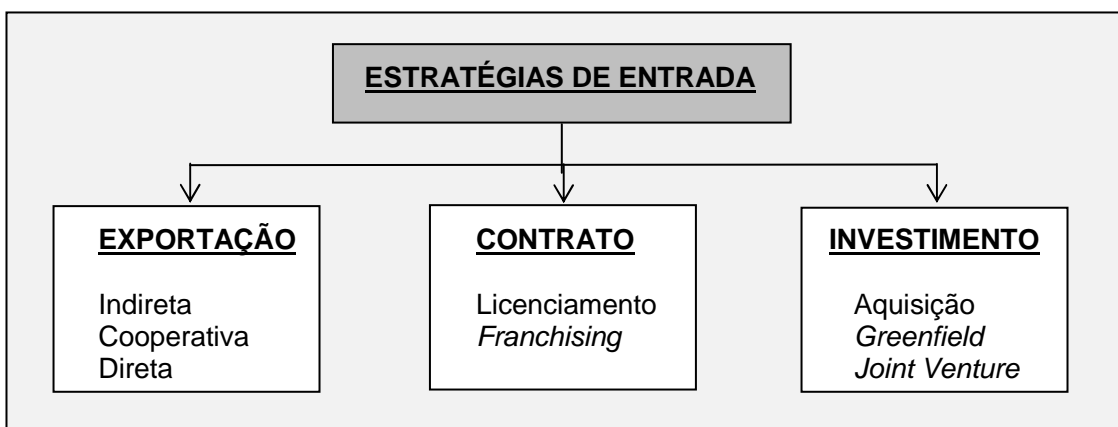 ESTRATÉGIAS DE ENTRADA
EXPORTAÇÃO
Indireta
Cooperativa
Direta
CONTRATO
Licenciamento
Franchising
INVESTIMENTO
Aquisição
Greenfield
Joint Venture